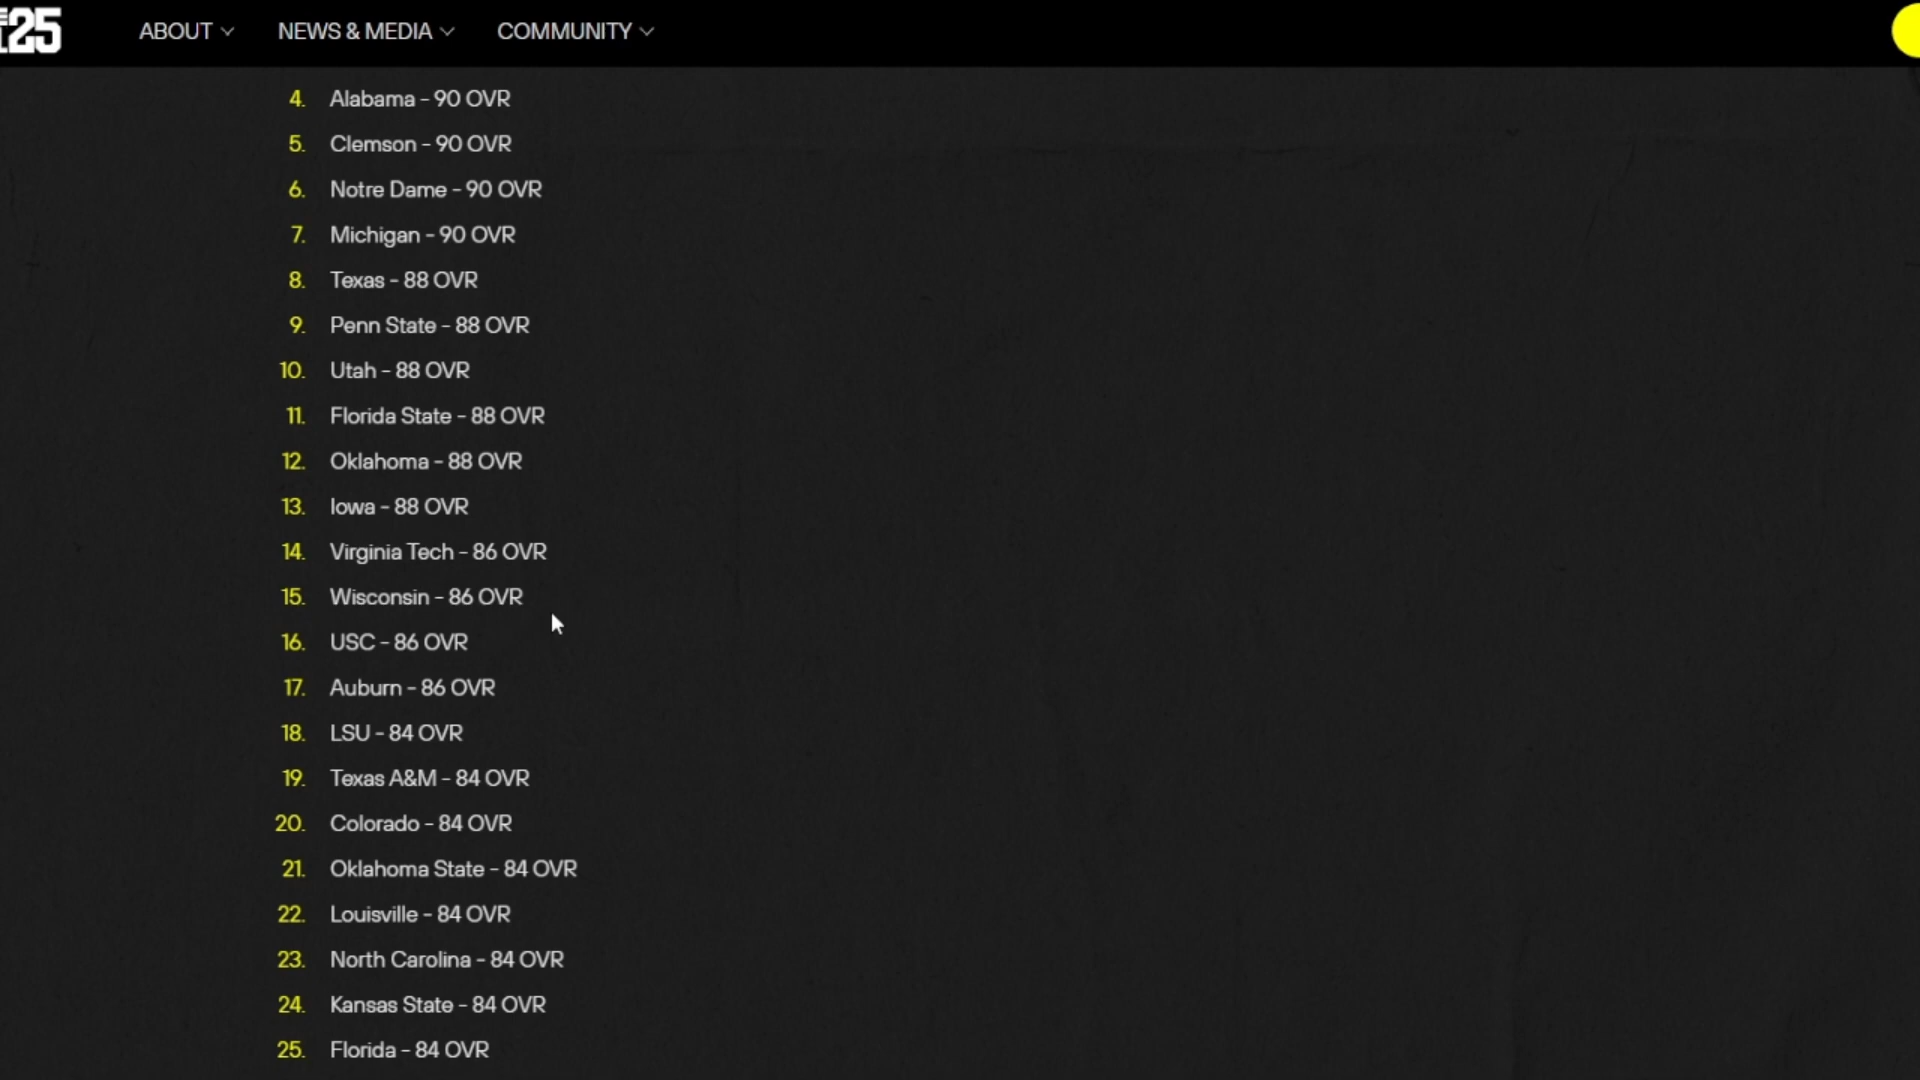 25 ABOUT NEWS & MEDIA COMMUNITY
4. Alabama - 90 OVR
5. Clemson - 90 OVR
6. Notre Dame - 90 OVR
7. Michigan - 90 OVR
8. Texas - 88 OVR
9. Penn State - 88 OVR
10. Utah - 88 OVR
11. Florida State - 88 OVR
12. Oklahoma - 88 OVR
13. Iowa - 88 OVR
14. Virginia Tech - 86 OVR
15. Wisconsin - 86 OVR
16. USC - 86 OVR
17. Auburn - 86 OVR
18. LSU - 84 OVR
19. Texas A&M - 84 OVR
20. Colorado - 84 OVR
21. Oklahoma State - 84 OVR
22. Louisville - 84 OVR
23. North Carolina - 84 OVR
24. Kansas State - 84 OVR
25. Florida - 84 OVR